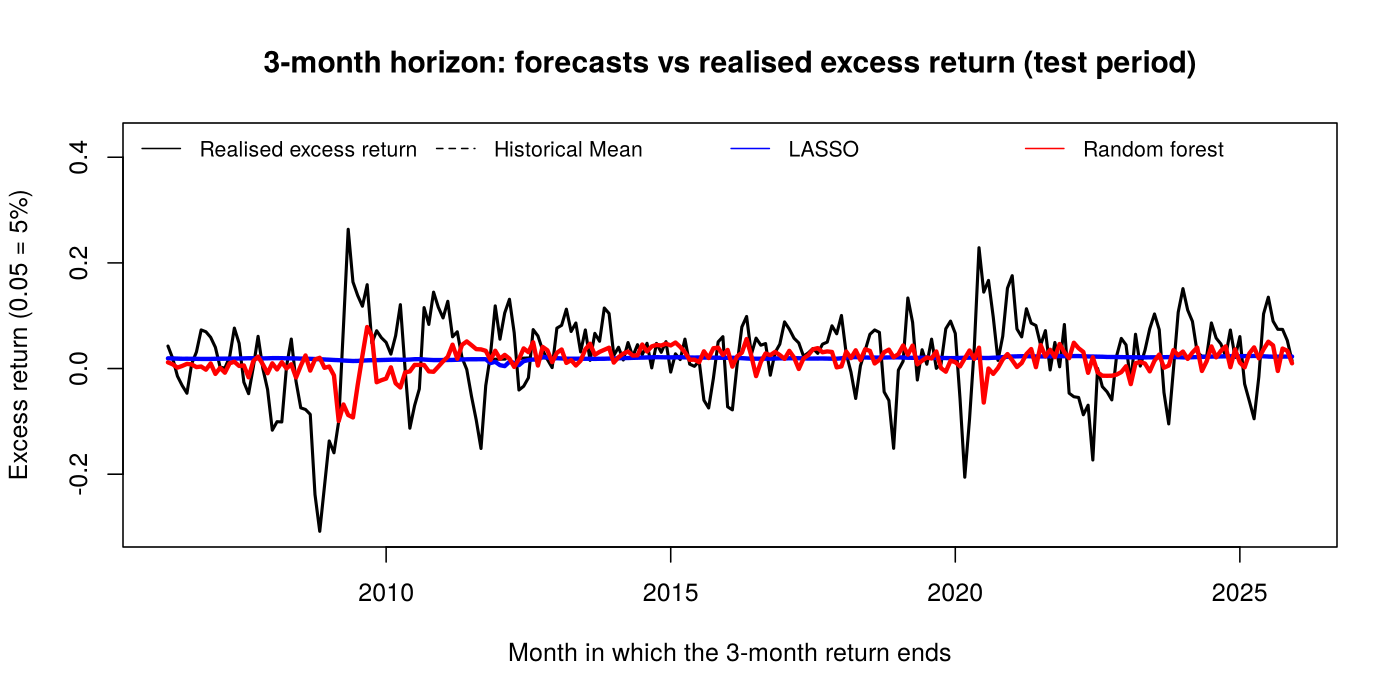 3-month horizon: forecasts vs realised excess return (test period)
Realised excess return Historical Mean LASSO Random forest
Excess return (0.05 = 5%)
0.4
0.2
0.0
-0.2
2010 2015 2020 2025
Month in which the 3-month return ends